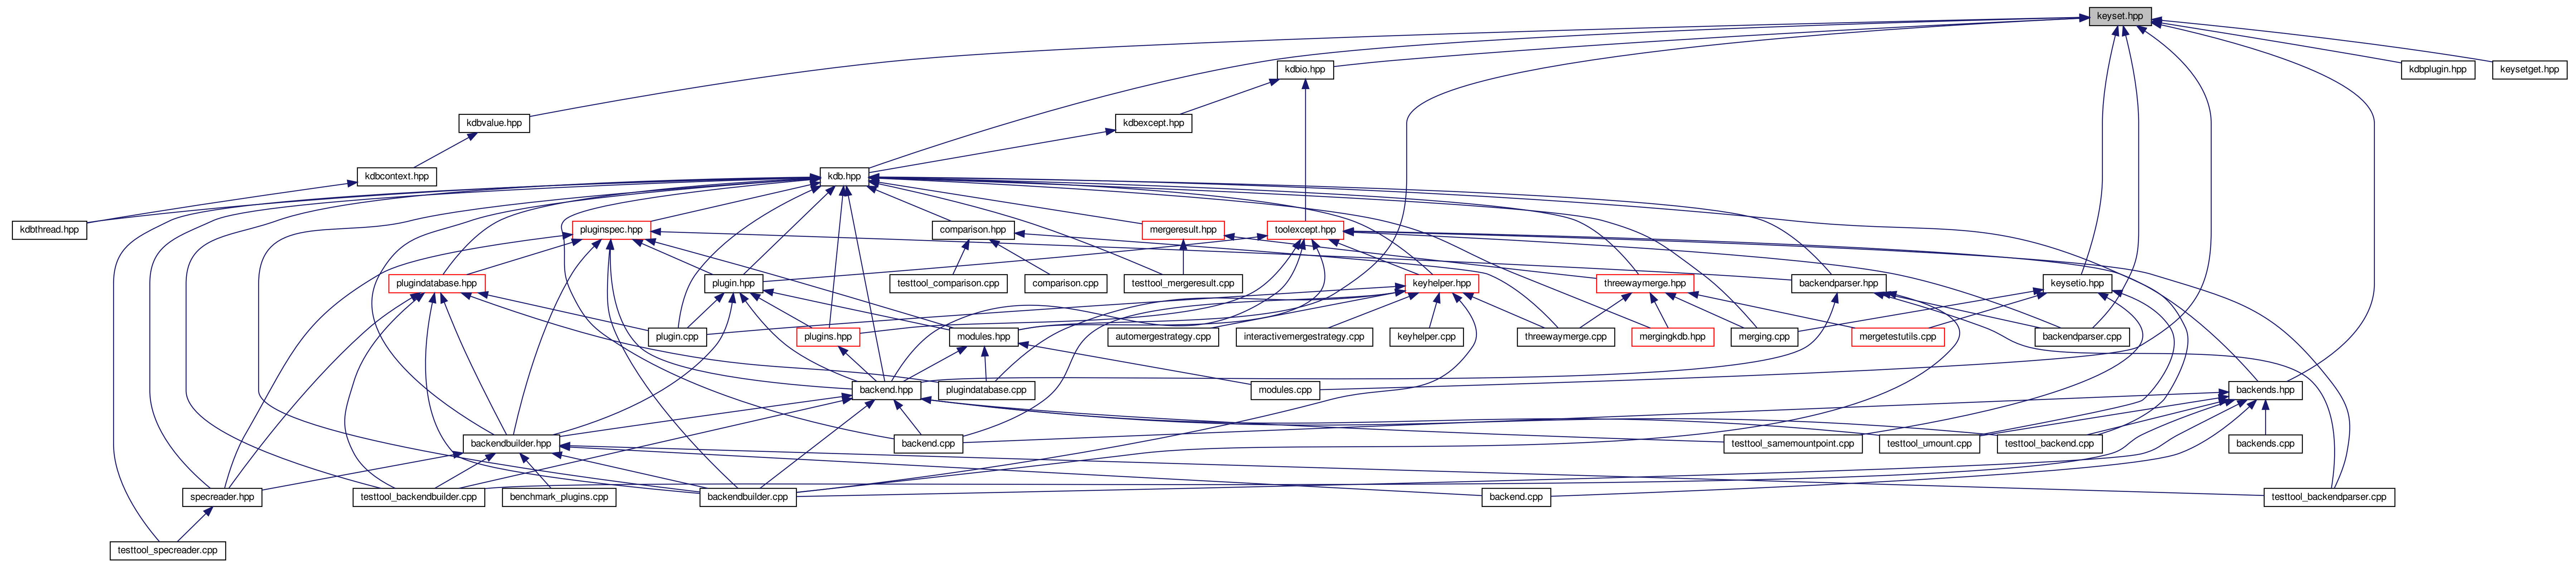 keyset.hpp
kdbio.hpp
kdbplugin.hpp
keysetget.hpp
kdbvalue.hpp
kdbexcept.hpp
kdbcontext.hpp
kdb.hpp
kdbthread.hpp
pluginspec.hpp
comparison.hpp
mergeresult.hpp
toolexcept.hpp
plugindatabase.hpp
plugin.hpp
testtool_comparison.cpp
comparison.cpp
testtool_mergeresult.cpp
keyhelper.hpp
threewaymerge.hpp
backendparser.hpp
keysetio.hpp
plugin.cpp
plugins.hpp
modules.hpp
automergestrategy.cpp
interactivemergestrategy.cpp
keyhelper.cpp
threewaymerge.cpp
mergingkdb.hpp
merging.cpp
mergetestutils.cpp
backendparser.cpp
backend.hpp
plugindatabase.cpp
modules.cpp
backends.hpp
backendbuilder.hpp
backend.cpp
testtool_samemountpoint.cpp
testtool_umount.cpp
testtool_backend.cpp
backends.cpp
specreader.hpp
testtool_backendbuilder.cpp
benchmark_plugins.cpp
backendbuilder.cpp
backend.cpp
testtool_backendparser.cpp
testtool_specreader.cpp